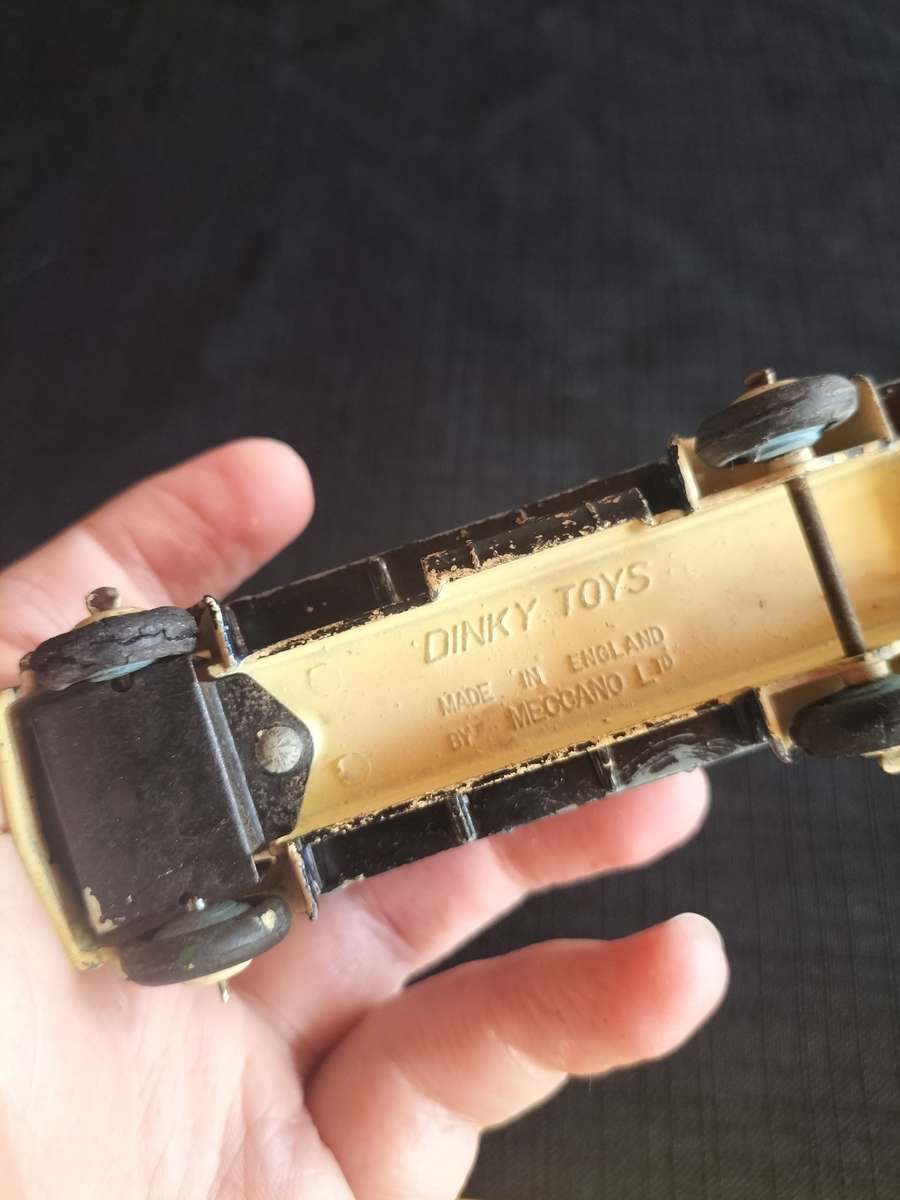 DINKY TOYS
MADE IN ENGLAND
BY MECCANO LTD